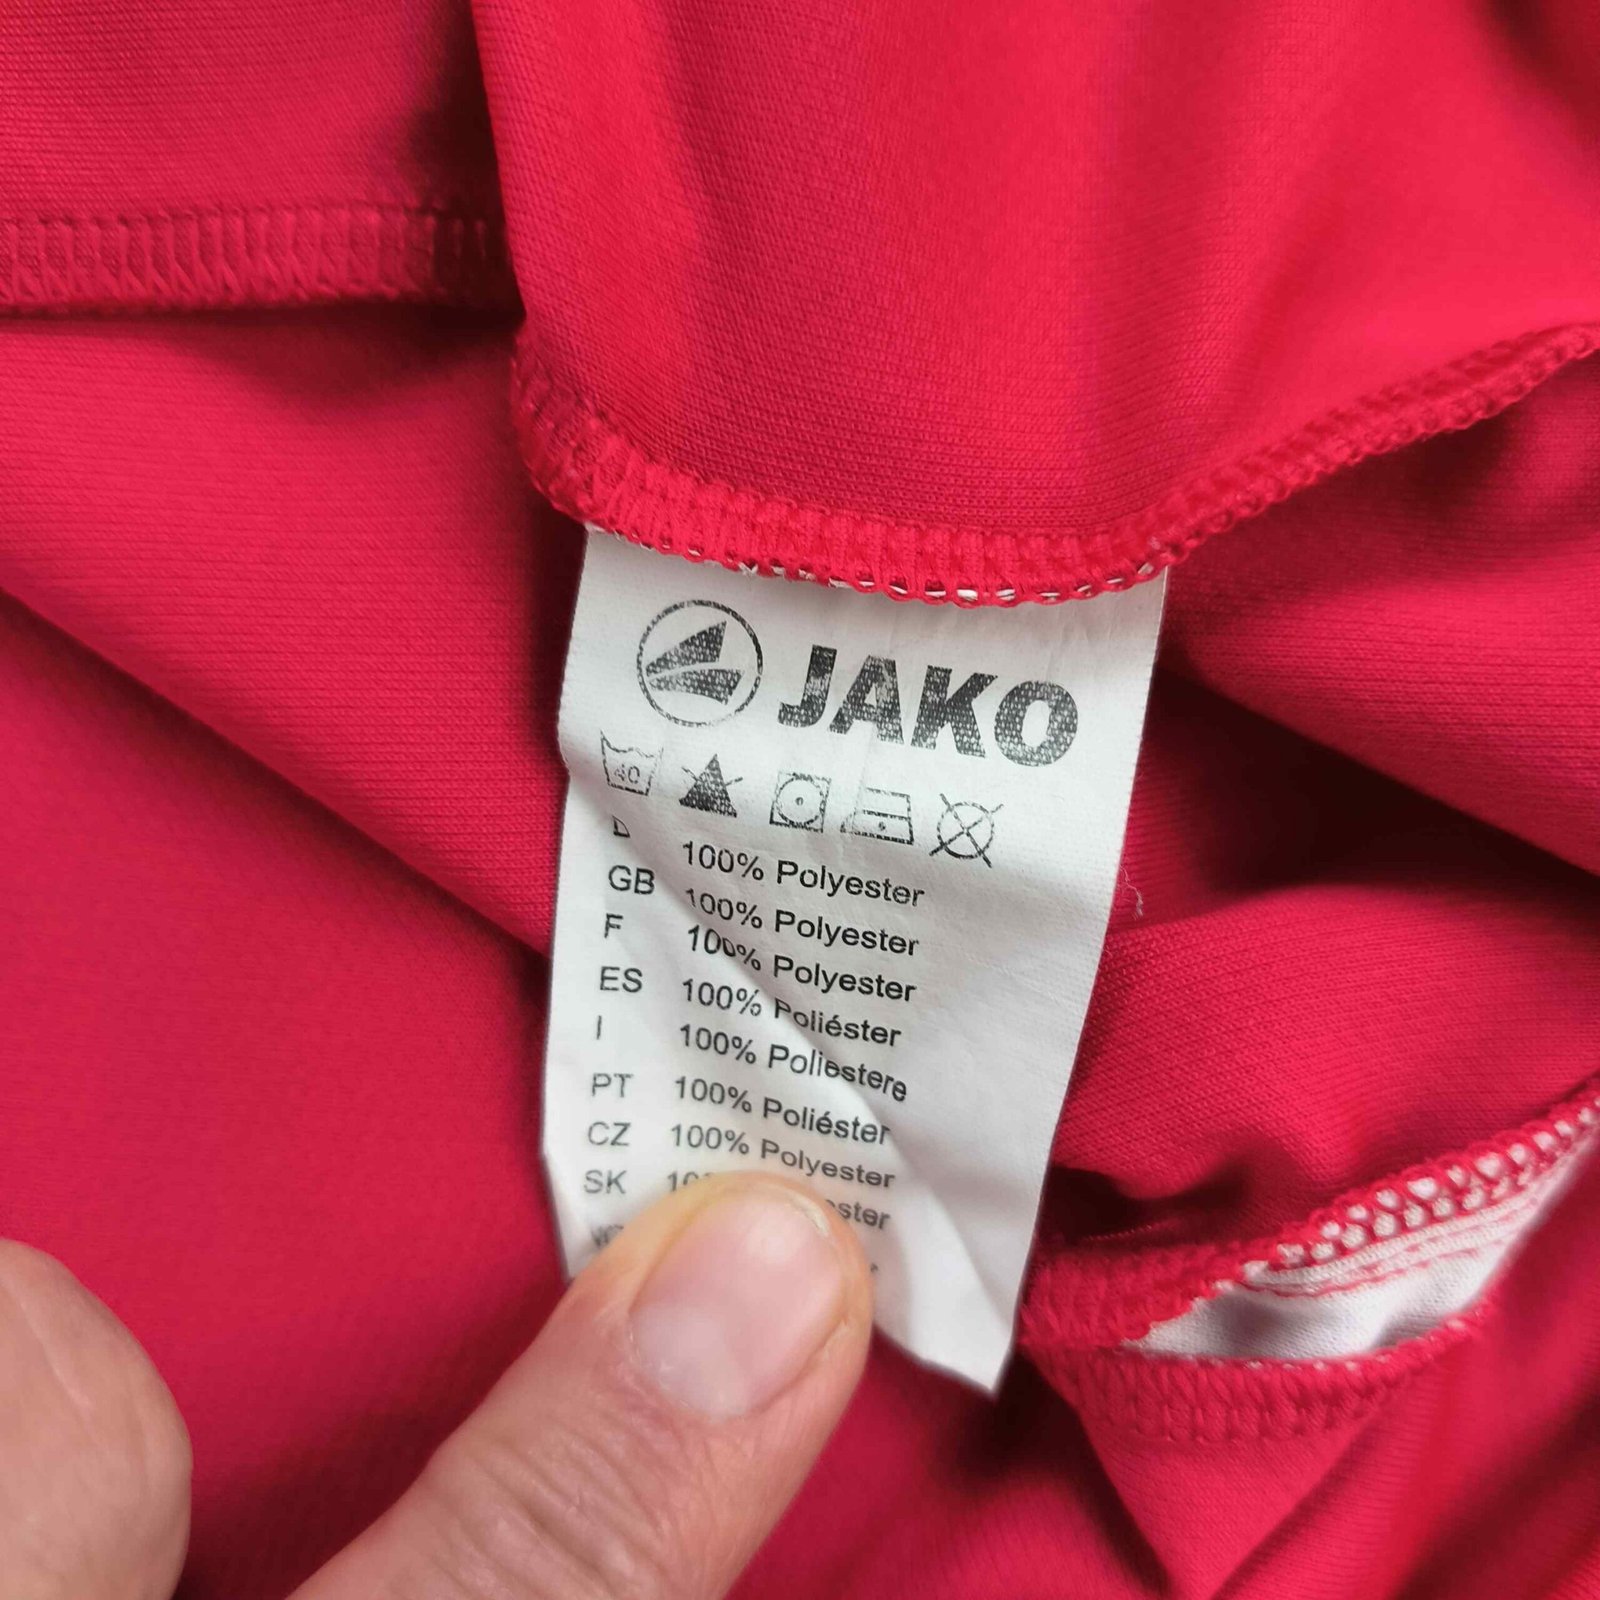 JAKO
40
D 100% Polyester
GB 100% Polyester
F 100% Polyester
ES 100% Poliéster
I 100% Poliestere
PT 100% Poliéster
CZ 100% Polyester
SK